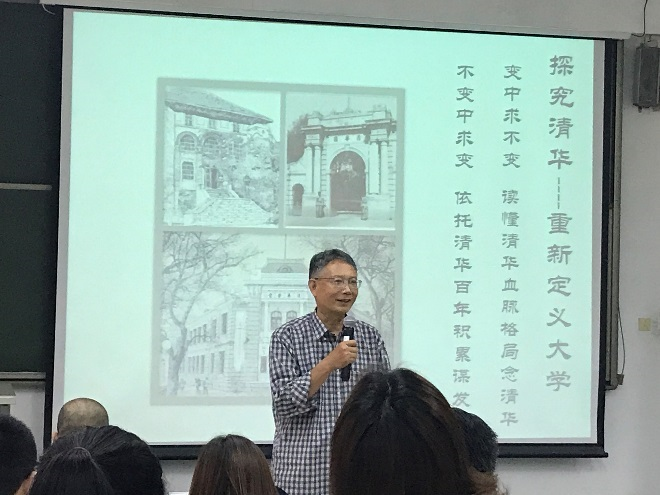 探究清华----重新定义大学
变中求不变 读懂清华血脉格局念清华
不变中求变 依托清华百年积累谋发